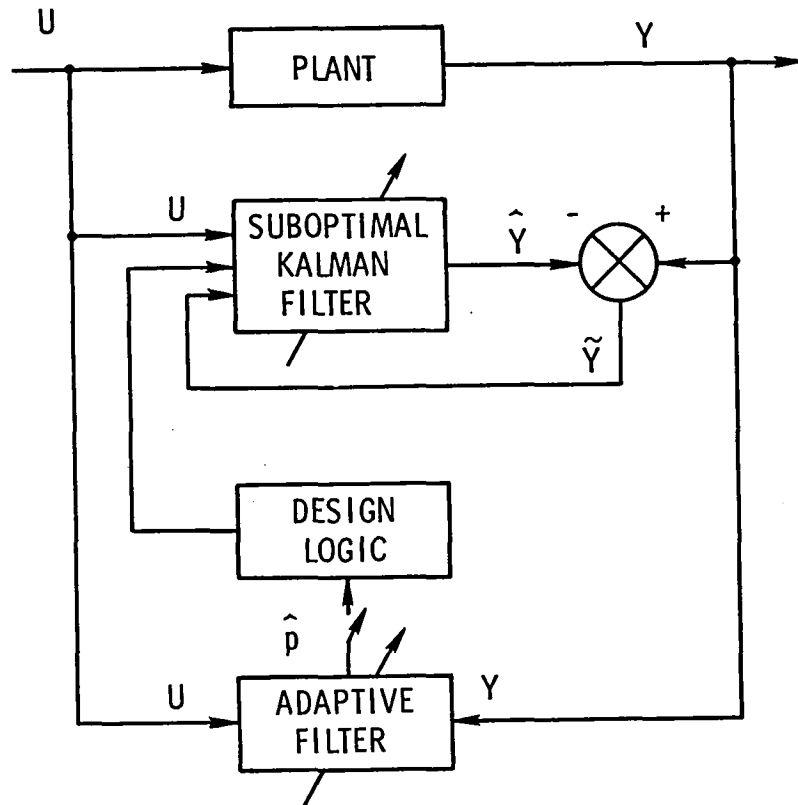 U
Y
PLANT
U
SUBOPTIMAL
KALMAN
FILTER
Ŷ
-
+
Ỹ
DESIGN
LOGIC
p̂
U
ADAPTIVE
FILTER
Y